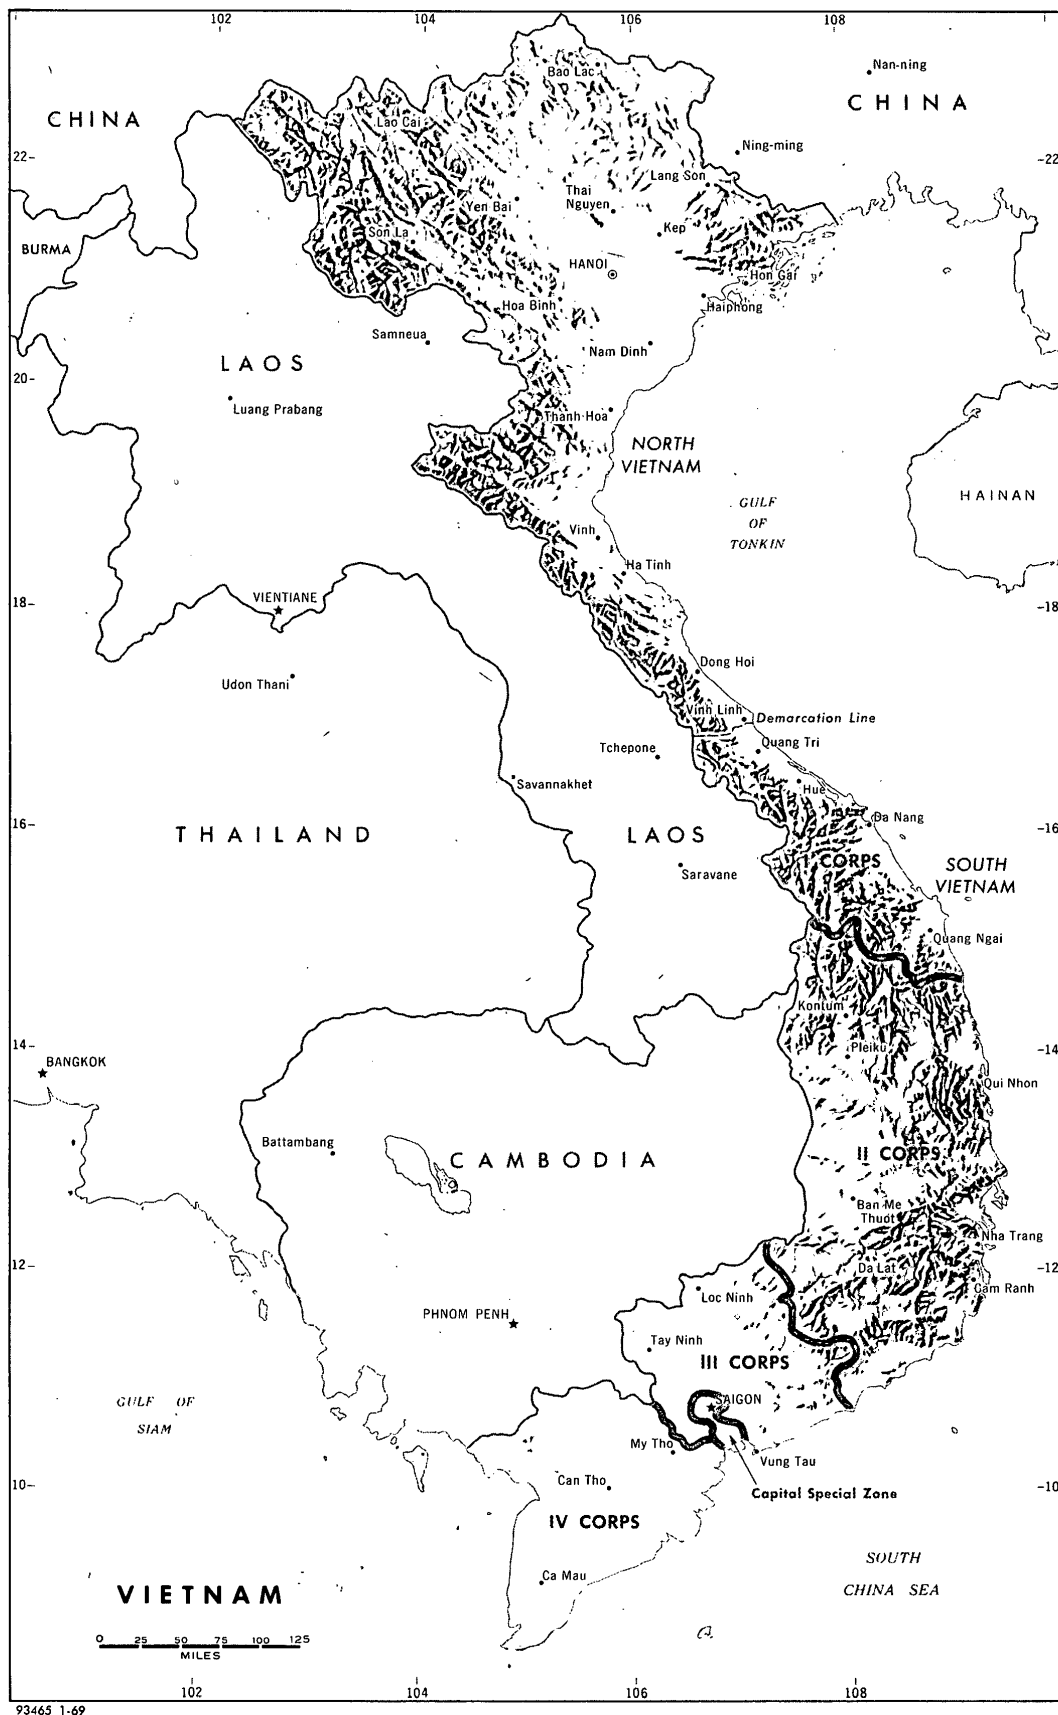 102 104 106 108
Nan-ning
Bao Lac
CHINA
CHINA
Lao Cai
Ning-ming
22
22
Lang Son
Thai
Nguyen
Yen Bai
Kep
Son La
BURMA
HANOI
Hon Gai
Hoa Binh
Haiphong
Samneua
Nam Dinh
LAOS
20
Luang Prabang
Thanh Hoa
NORTH
VIETNAM
HAINAN
GULF
OF
TONKIN
Vinh
Ha Tinh
VIENTIANE
18
18
Dong Hoi
Udon Thani
Vinh Linh
Demarcation Line
Quang Tri
Tchepone
Savannakhet
Hue
Da Nang
16
16
THAILAND
LAOS
I CORPS
SOUTH
VIETNAM
Saravane
Quang Ngai
Kontum
Pleiku
14
14
BANGKOK
Qui Nhon
Battambang
CAMBODIA
II CORPS
Ban Me
Thuot
Nha Trang
12
12
Da Lat
Cam Ranh
Loc Ninh
PHNOM PENH
Tay Ninh
III CORPS
GULF OF
SIAM
SAIGON
My Tho
Vung Tau
Can Tho
10
10
Capital Special Zone
IV CORPS
SOUTH
CHINA SEA
Ca Mau
VIETNAM
0 25 50 75 100 125
MILES
102 104 106 108
93465 1-69